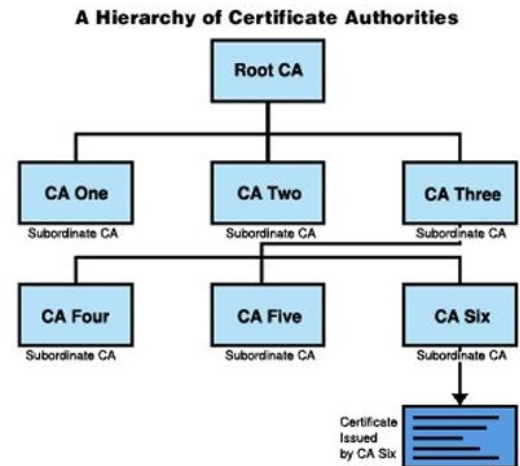 A Hierarchy of Certificate Authorities
Root CA
CA One
CA Two
CA Three
Subordinate CA
Subordinate CA
Subordinate CA
CA Four
CA Five
CA Six
Subordinate CA
Subordinate CA
Subordinate CA
Certificate
Issued
by CA Six